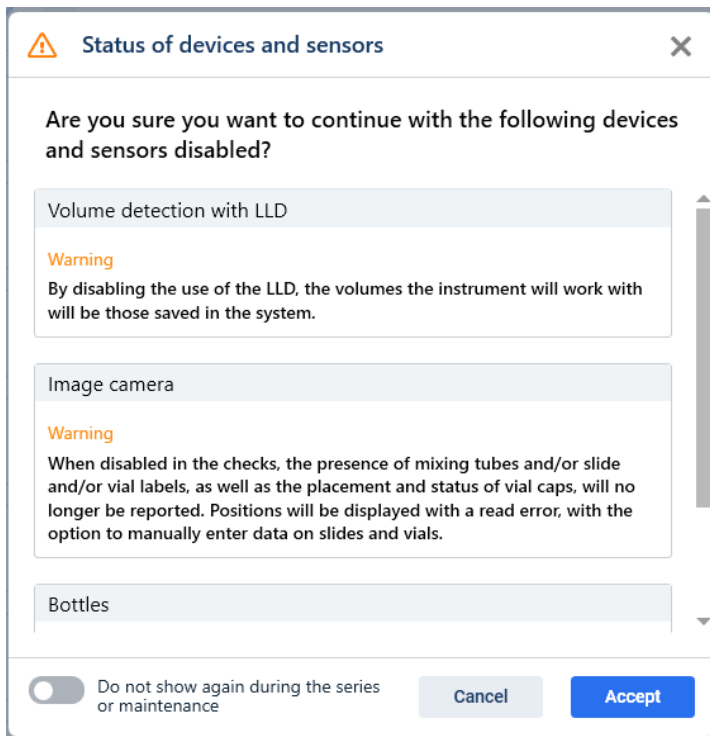 Status of devices and sensors
Are you sure you want to continue with the following devices
and sensors disabled?
Volume detection with LLD
Warning
By disabling the use of the LLD, the volumes the instrument will work with
will be those saved in the system.
Image camera
Warning
When disabled in the checks, the presence of mixing tubes and/or slide
and/or vial labels, as well as the placement and status of vial caps, will no
longer be reported. Positions will be displayed with a read error, with the
option to manually enter data on slides and vials.
Bottles
Do not show again during the series
or maintenance
Cancel
Accept